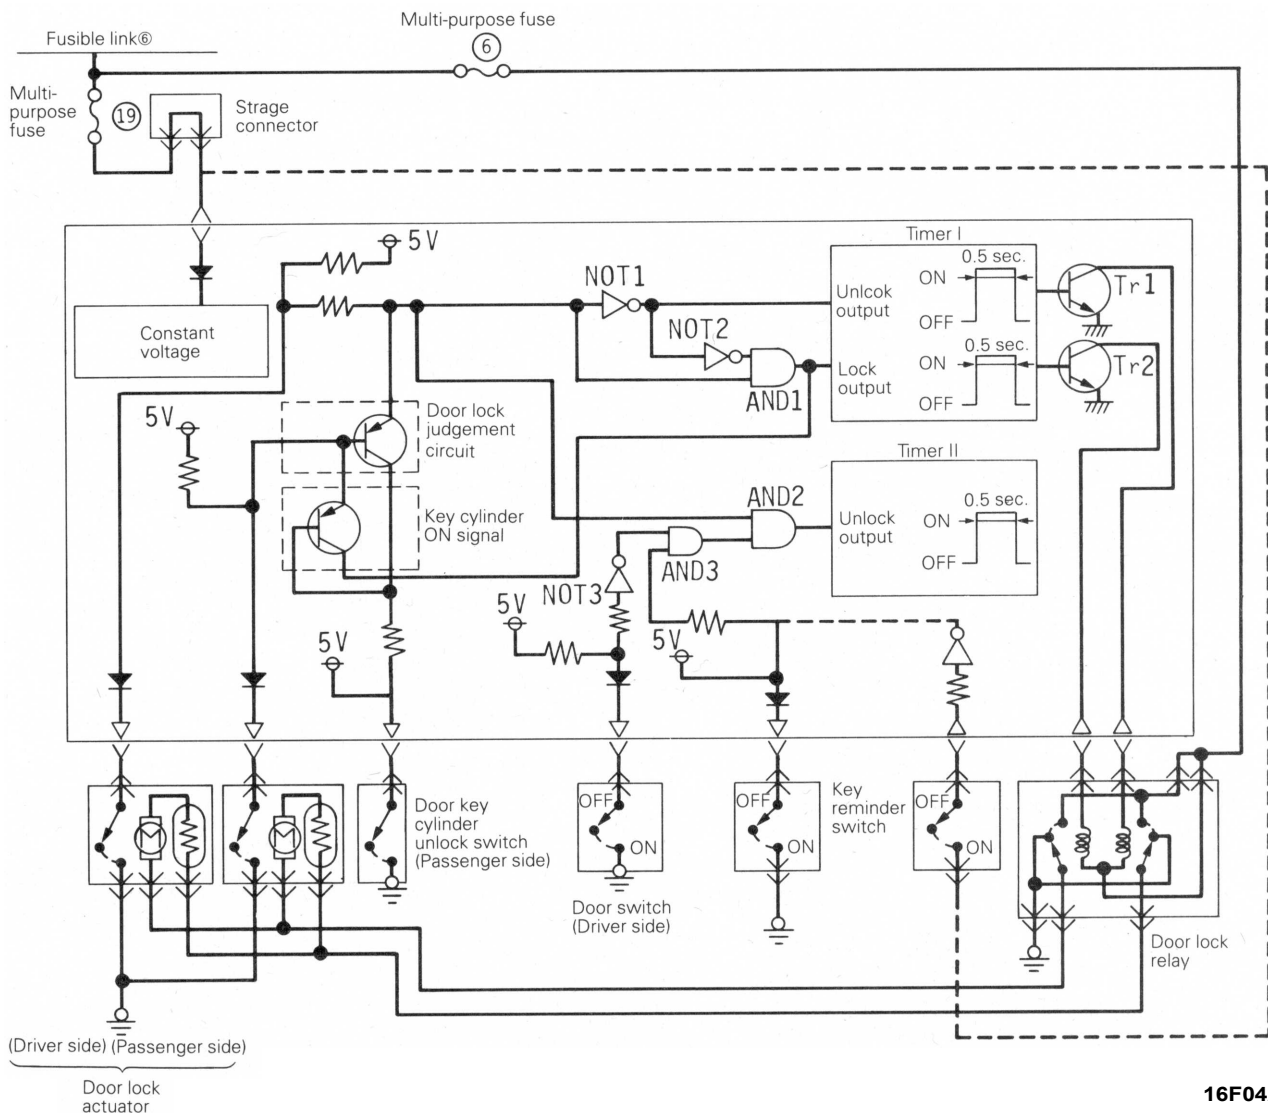 Multi-purpose fuse
6
Fusible link⑥
Multi-
purpose
fuse
19
Strage
connector
5V
Timer I
NOT1
ON
0.5 sec.
Tr1
Unlcok
output
OFF
NOT2
Constant
voltage
0.5 sec.
ON
Tr2
Lock
output
OFF
AND1
5V
Door lock
judgement
circuit
Timer II
AND2
0.5 sec.
Key cylinder
ON signal
Unlock
output
ON
OFF
AND3
NOT3
5V
5V
5V
OFF
ON
OFF
ON
OFF
ON
Door key
cylinder
unlock switch
(Passenger side)
Key
reminder
switch
Door switch
(Driver side)
Door lock
relay
M
M
(Driver side) (Passenger side)
Door lock
actuator
16F04